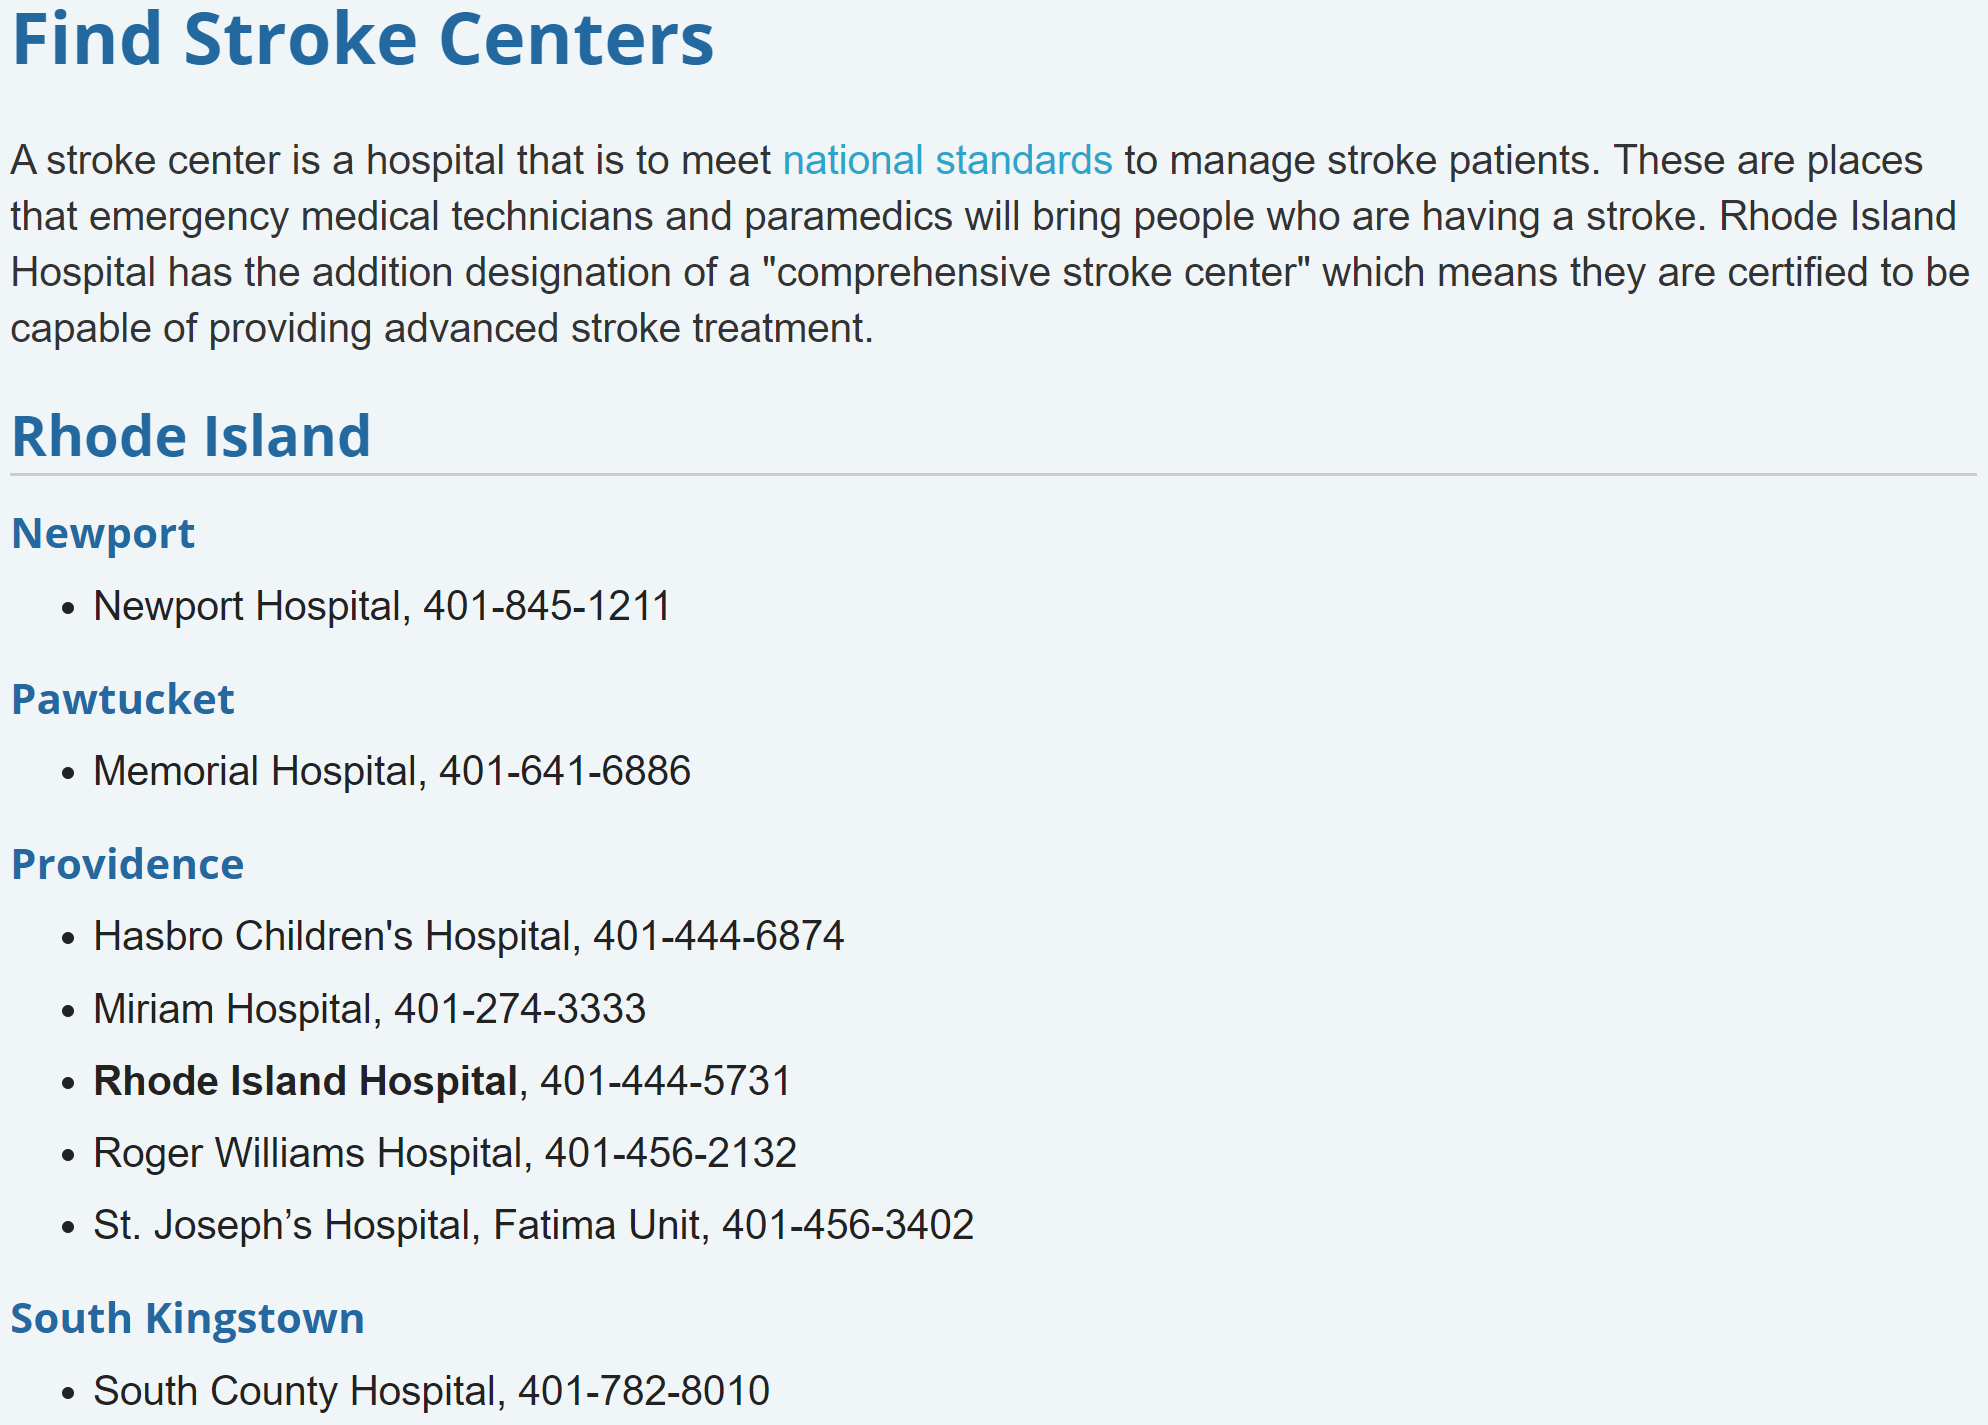 Find Stroke Centers
A stroke center is a hospital that is to meet national standards to manage stroke patients. These are places
that emergency medical technicians and paramedics will bring people who are having a stroke. Rhode Island
Hospital has the addition designation of a "comprehensive stroke center" which means they are certified to be
capable of providing advanced stroke treatment.
Rhode Island
Newport
• Newport Hospital, 401-845-1211
Pawtucket
• Memorial Hospital, 401-641-6886
Providence
• Hasbro Children's Hospital, 401-444-6874
• Miriam Hospital, 401-274-3333
• Rhode Island Hospital, 401-444-5731
• Roger Williams Hospital, 401-456-2132
• St. Joseph’s Hospital, Fatima Unit, 401-456-3402
South Kingstown
• South County Hospital, 401-782-8010